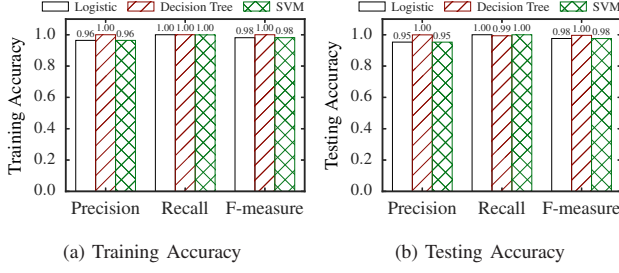 Logistic Decision Tree SVM
0.96 1.00 0.96 1.00 1.00 1.00 0.98 1.00 0.98
Training Accuracy
1.0
0.8
0.6
0.4
0.2
0.0
Precision Recall F-measure
(a) Training Accuracy
Logistic Decision Tree SVM
0.95 1.00 0.95 1.00 0.99 1.00 0.98 1.00 0.98
Testing Accuracy
1.0
0.8
0.6
0.4
0.2
0.0
Precision Recall F-measure
(b) Testing Accuracy